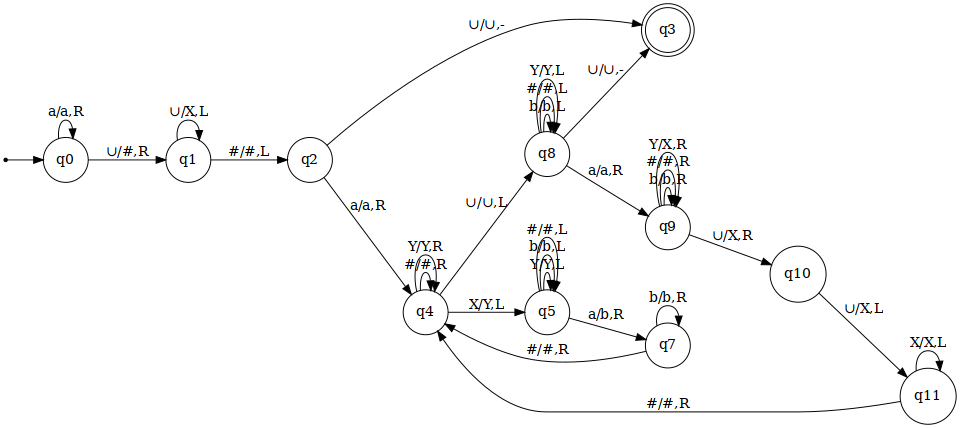 q0
a/a,R
∪/#,R
q1
∪/X,L
#/#,L
q2
∪/∪,-
q3
a/a,R
q4
Y/Y,R
#/#,R
∪/∪,L
q8
Y/Y,L
#/#,L
b/b,L
∪/∪,-
a/a,R
q9
Y/X,R
#/#,R
b/b,R
∪/X,R
q10
∪/X,L
X/Y,L
q5
#/#,L
b/b,L
Y/Y,L
a/b,R
q7
b/b,R
#/#,R
q11
X/X,L
#/#,R